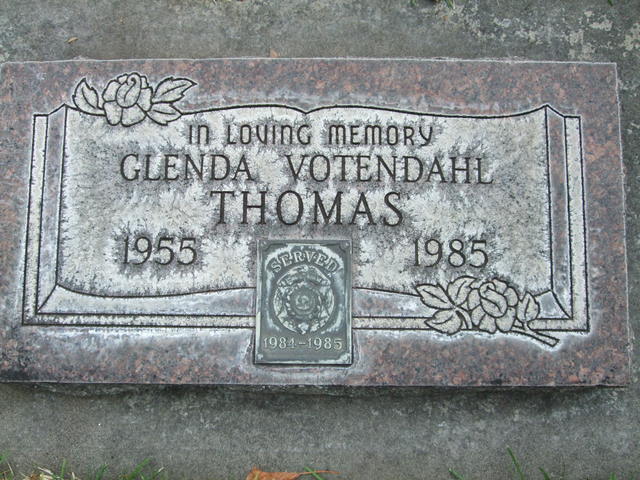 IN LOVING MEMORY
GLENDA VOTENDAHL
THOMAS
1955 1985
SERVED
1984-1985